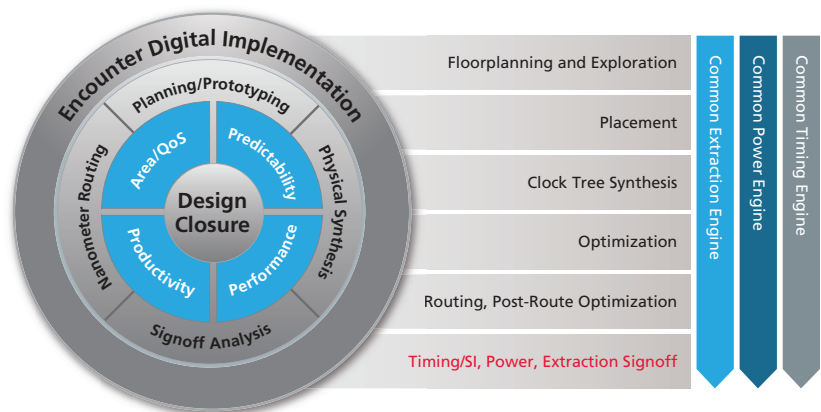 Encounter Digital Implementation
Planning/Prototyping
Nanometer Routing
Physical Synthesis
Signoff Analysis
Area/QoS
Predictability
Productivity
Performance
Design
Closure
Floorplanning and Exploration
Placement
Clock Tree Synthesis
Optimization
Routing, Post-Route Optimization
Timing/SI, Power, Extraction Signoff
Common Extraction Engine
Common Power Engine
Common Timing Engine